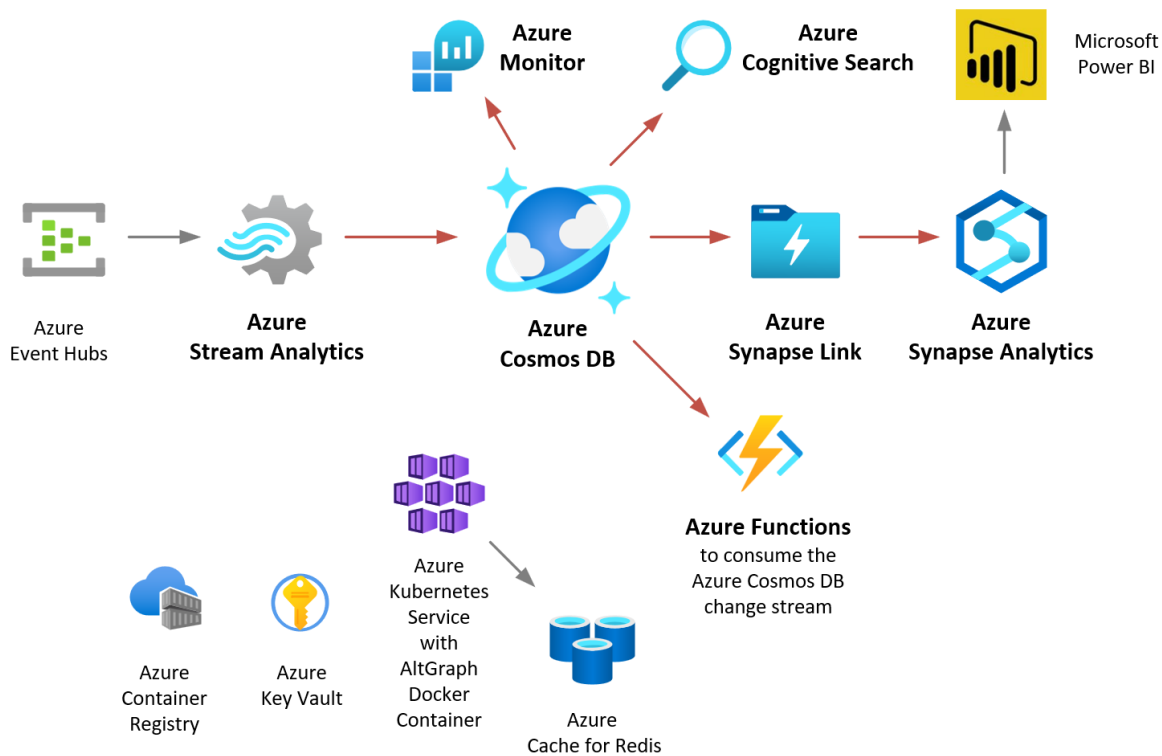 Azure
Monitor
Azure
Cognitive Search
Microsoft
Power BI
Azure
Event Hubs
Azure
Stream Analytics
Azure
Cosmos DB
Azure
Synapse Link
Azure
Synapse Analytics
Azure Functions
to consume the
Azure Cosmos DB
change stream
Azure
Container
Registry
Azure
Key Vault
Azure
Kubernetes
Service
with
AltGraph
Docker
Container
Azure
Cache for Redis